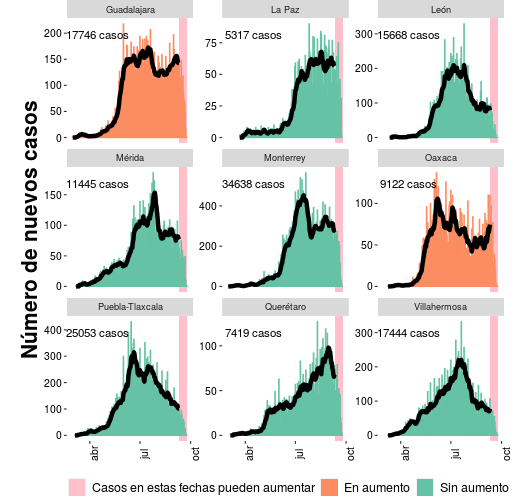 Número de nuevos casos
Guadalajara La Paz León
17746 casos 5317 casos 15668 casos
200 150 100 50 0
75 50 25 0
300 200 100 0
Mérida Monterrey Oaxaca
11445 casos 34638 casos 9122 casos
150 100 50 0
400 200 0
100 50 0
Puebla-Tlaxcala Querétaro Villahermosa
25053 casos 7419 casos 17444 casos
400 300 200 100 0
100 50 0
300 200 100 0
abr jul oct abr jul oct abr jul oct
Casos en estas fechas pueden aumentar En aumento Sin aumento